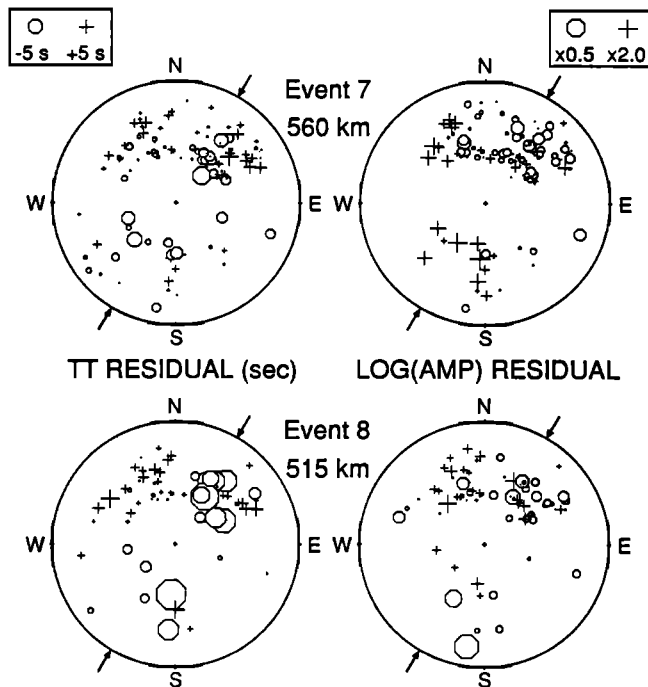 -5 s +5 s
x0.5 x2.0
N
N
Event 7
560 km
W
E
W
E
S
S
TT RESIDUAL (sec)
LOG(AMP) RESIDUAL
N
N
Event 8
515 km
W
E
W
E
S
S